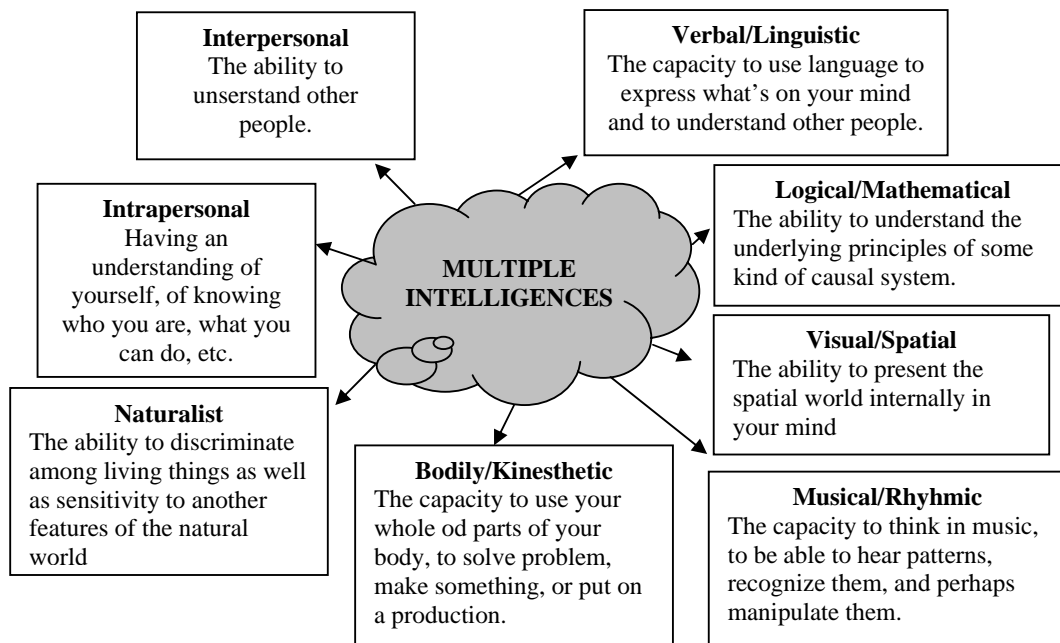 Interpersonal
The ability to
unserstand other
people.
Verbal/Linguistic
The capacity to use language to
express what’s on your mind
and to understand other people.
Intrapersonal
Having an
understanding of
yourself, of knowing
who you are, what you
can do, etc.
MULTIPLE
INTELLIGENCES
Logical/Mathematical
The ability to understand the
underlying principles of some
kind of causal system.
Visual/Spatial
The ability to present the
spatial world internally in
your mind
Naturalist
The ability to discriminate
among living things as well
as sensitivity to another
features of the natural
world
Bodily/Kinesthetic
The capacity to use your
whole od parts of your
body, to solve problem,
make something, or put on
a production.
Musical/Rhyhmic
The capacity to think in music,
to be able to hear patterns,
recognize them, and perhaps
manipulate them.